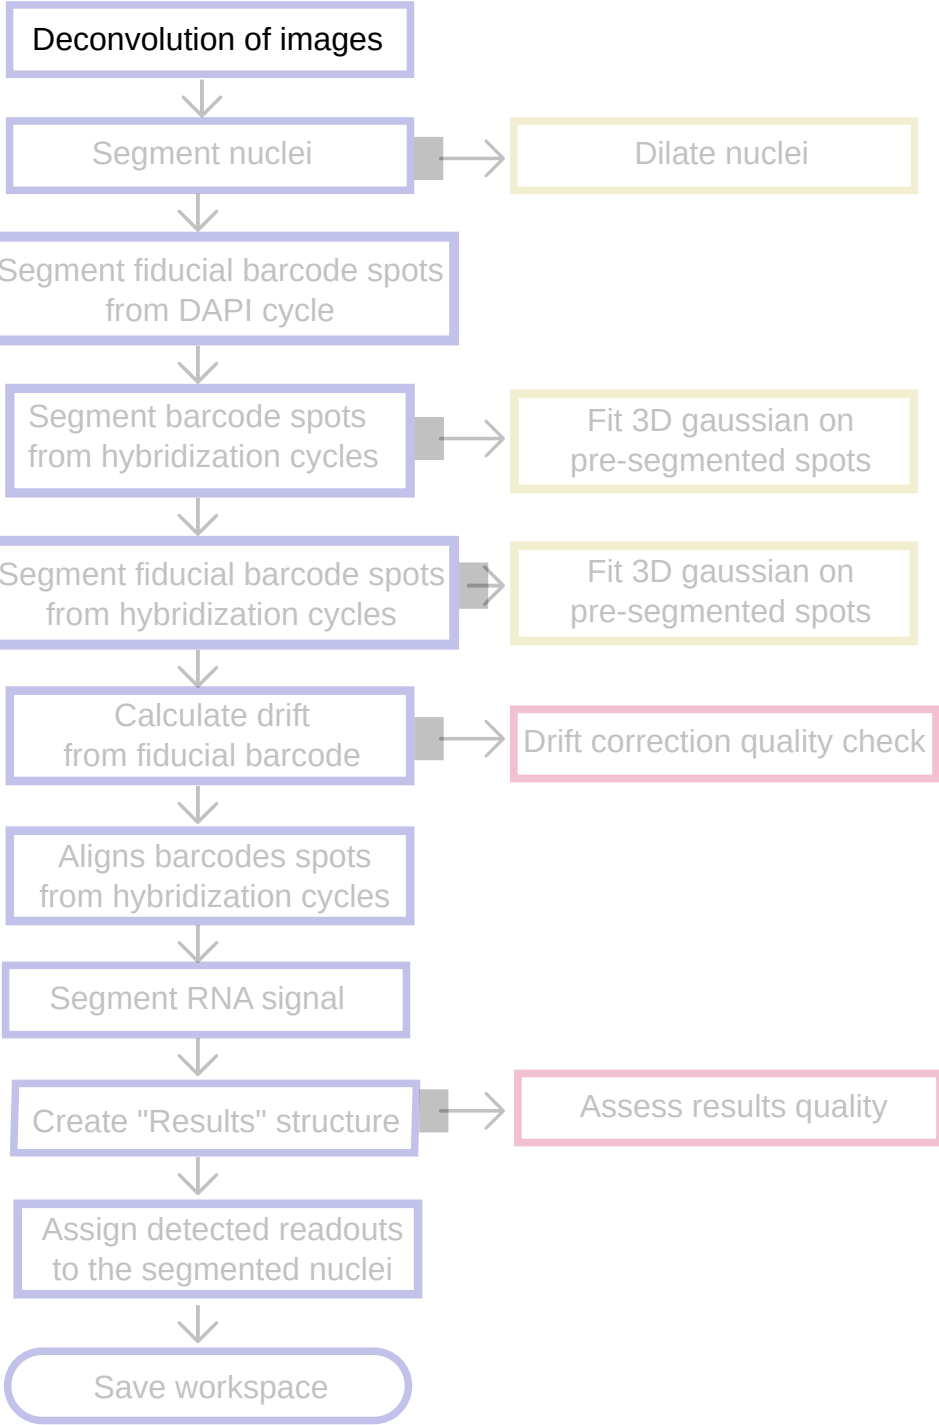 Deconvolution of images
Segment nuclei
Dilate nuclei
Segment fiducial barcode spots
from DAPI cycle
Segment barcode spots
from hybridization cycles
Fit 3D gaussian on
pre-segmented spots
Segment fiducial barcode spots
from hybridization cycles
Fit 3D gaussian on
pre-segmented spots
Calculate drift
from fiducial barcode
Drift correction quality check
Aligns barcodes spots
from hybridization cycles
Segment RNA signal
Create "Results" structure
Assess results quality
Assign detected readouts
to the segmented nuclei
Save workspace